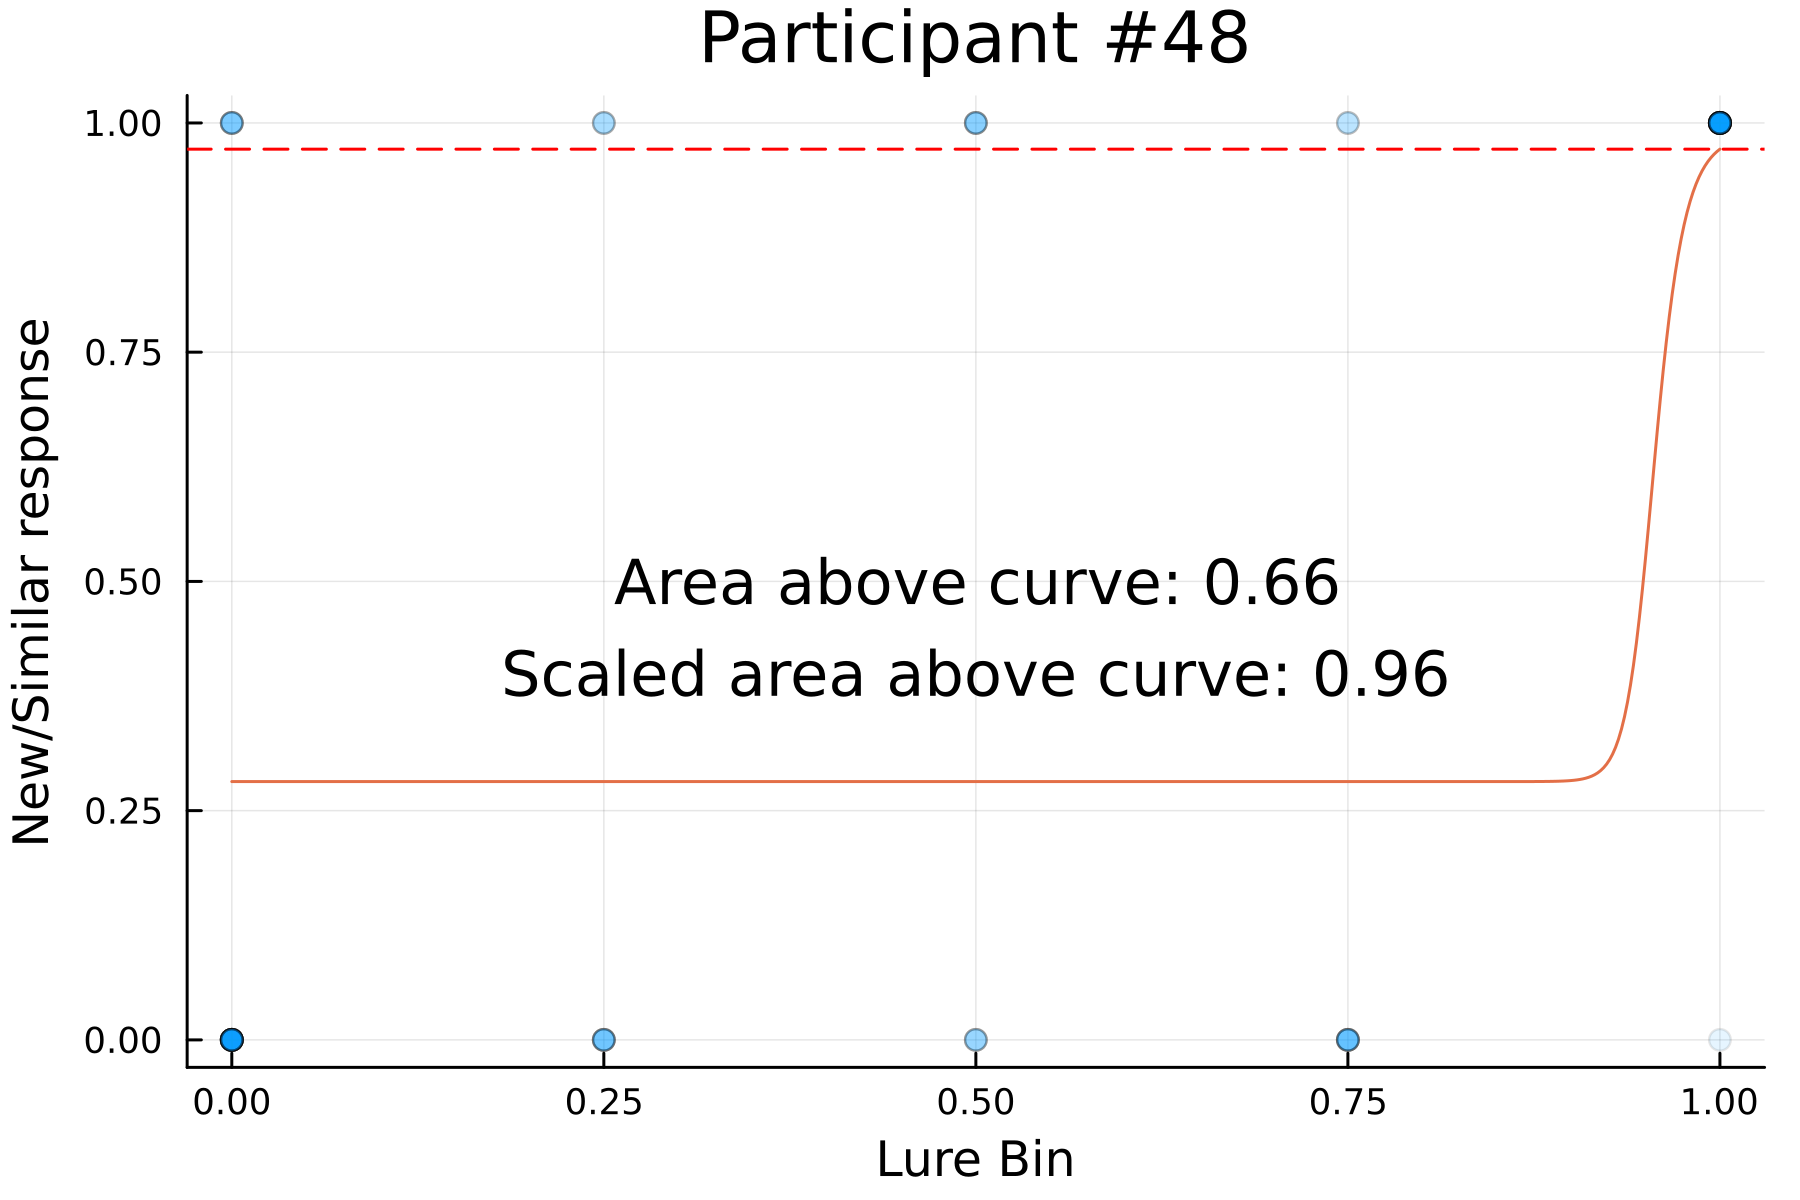 Participant #48
1.00
0.75
0.50
0.25
0.00
New/Similar response
Area above curve: 0.66
Scaled area above curve: 0.96
0.00 0.25 0.50 0.75 1.00
Lure Bin